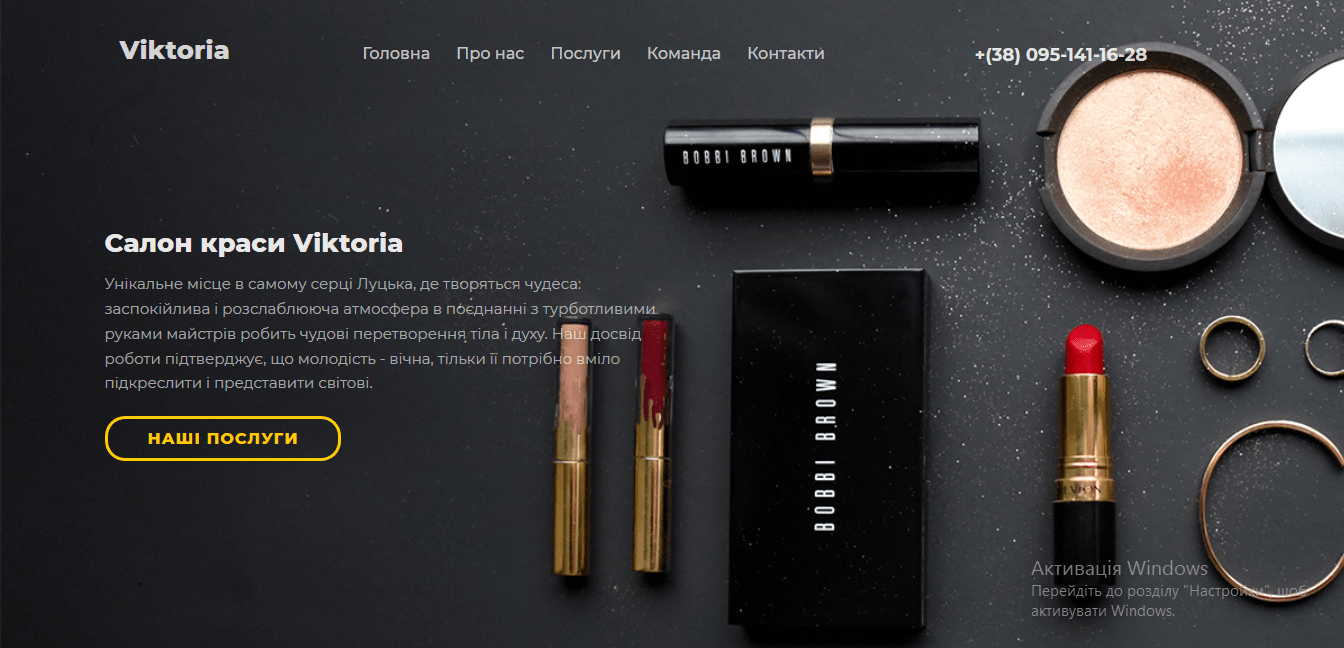 Viktoria
Головна Про нас Послуги Команда Контакти
+(38) 095-141-16-28
BOBBI BROWN
Салон краси Viktoria
Унікальне місце в самому серці Луцька, де творяться чудеса:
заспокійлива і розслаблююча атмосфера в поєднанні з турботливими
руками майстрів робить чудові перетворення тіла і духу. Наш досвід
роботи підтверджує, що молодість - вічна, тільки її потрібно вміло
підкреслити і представити світові.
НАШІ ПОСЛУГИ
BOBBI BROWN
REVLON
Активація Windows
Перейдіть до розділу "Настройки", щоб
активувати Windows.